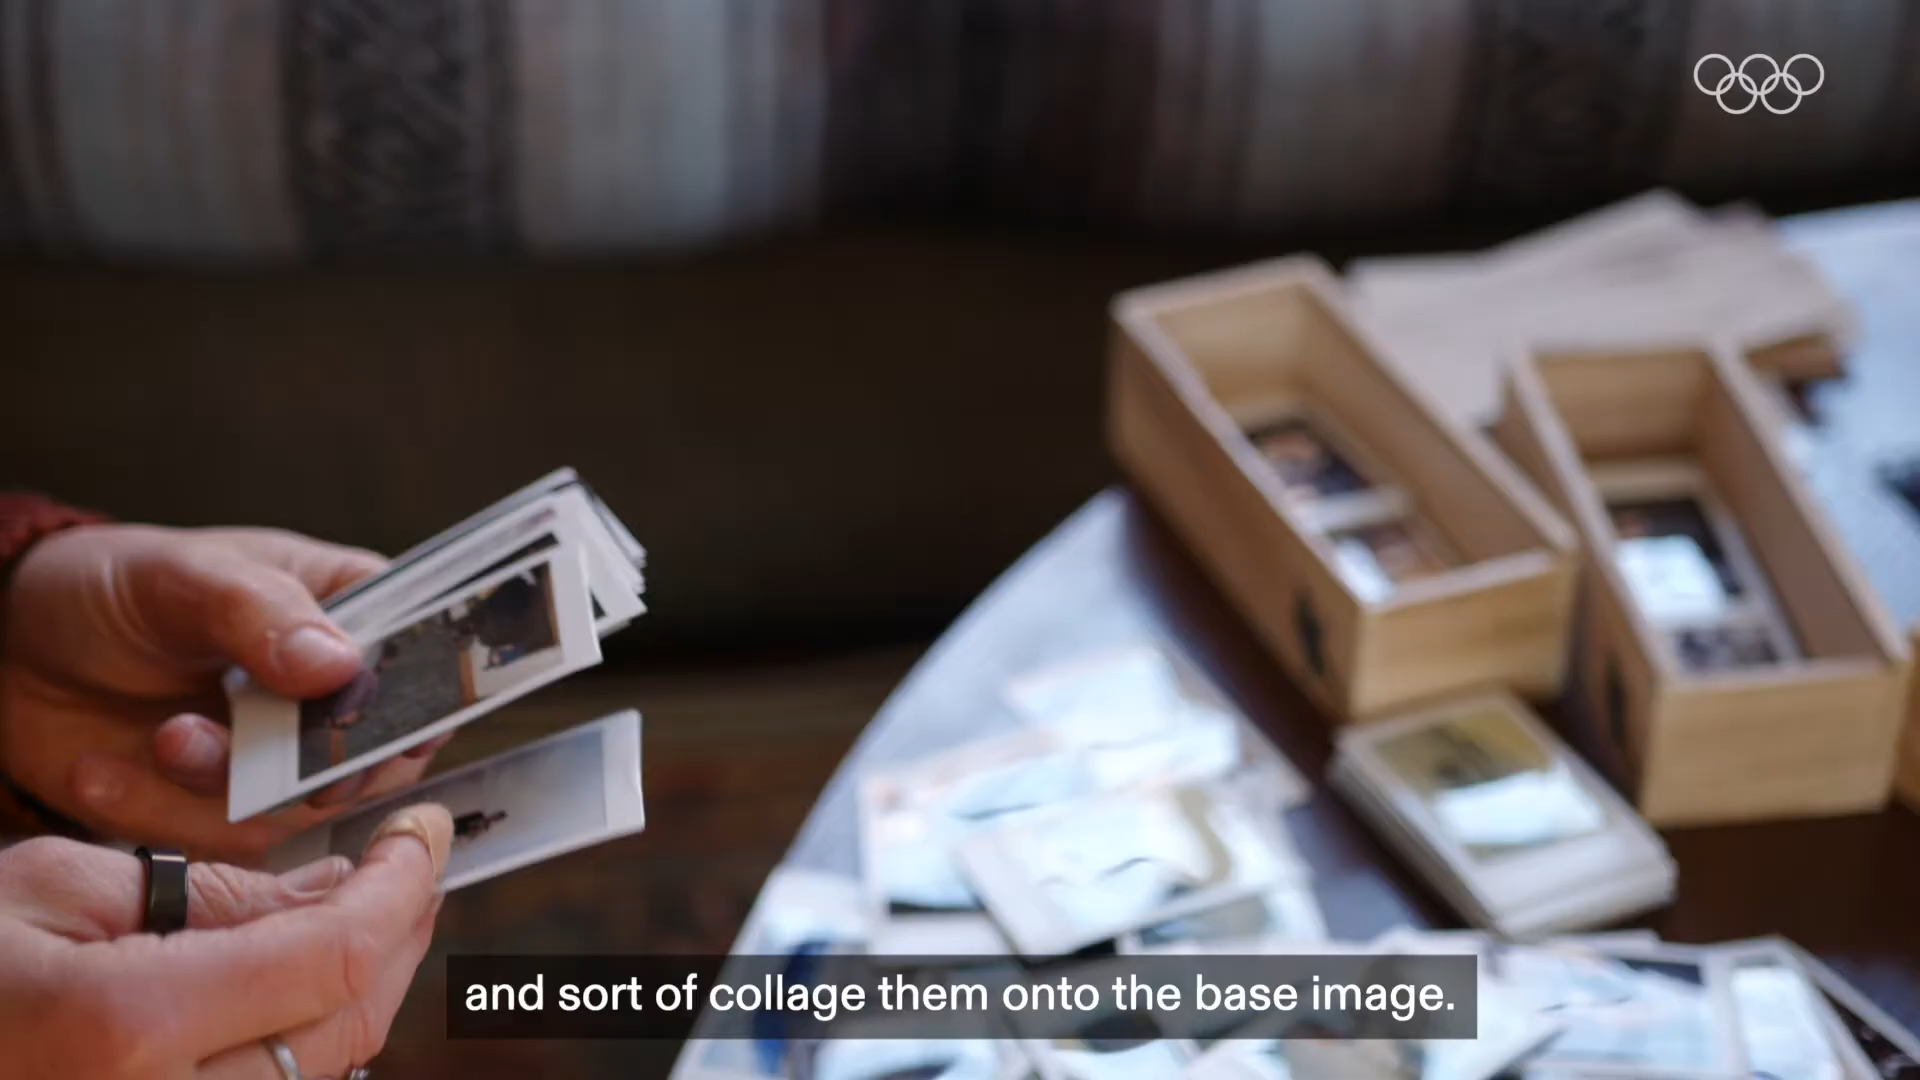 and sort of collage them onto the base image.